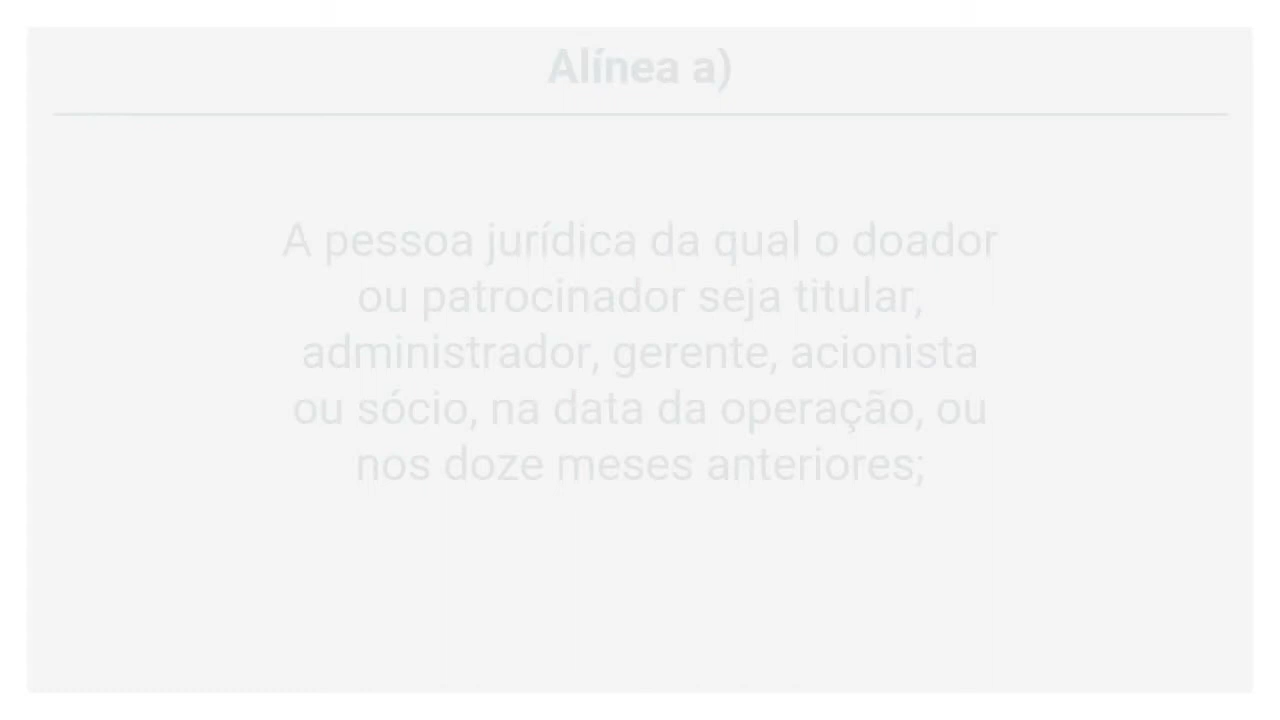 Alínea a)
A pessoa jurídica da qual o doador
ou patrocinador seja titular,
administrador, gerente, acionista
ou sócio, na data da operação, ou
nos doze meses anteriores;